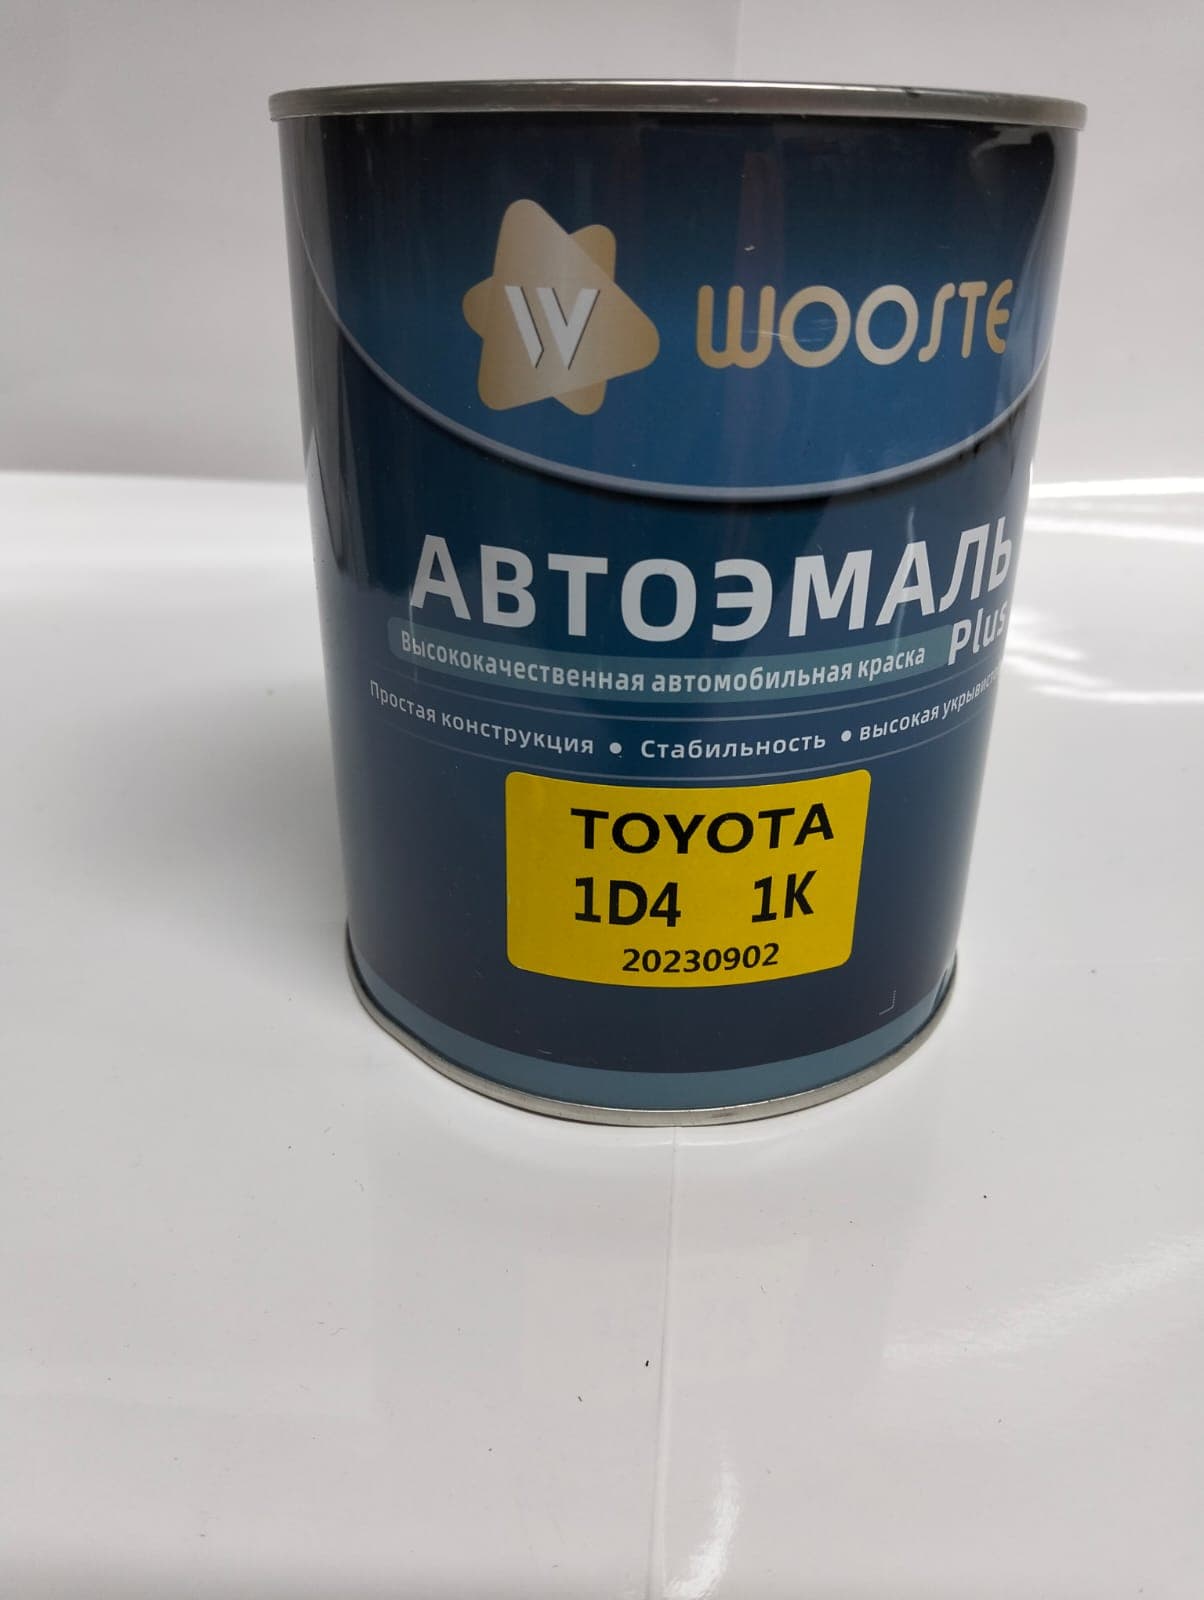 W WOOSTE
АВТОЭМАЛЬ
Plus
Высококачественная автомобильная краска
Простая конструкция • Стабильность • высокая
TOYOTA
1D4 1K
20230902